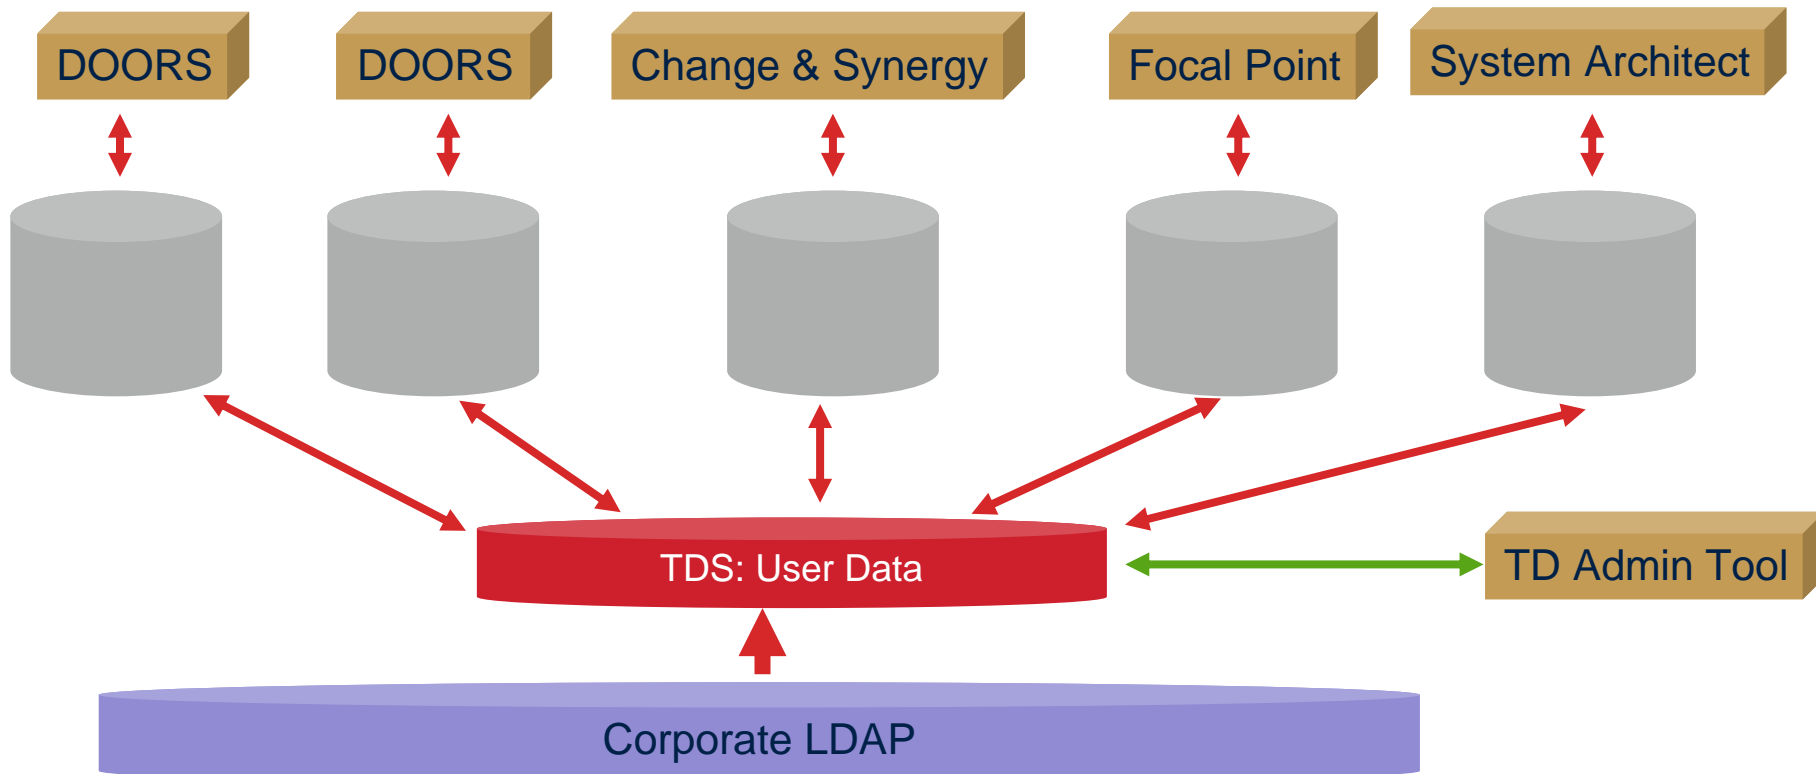 DOORS
DOORS
Change & Synergy
Focal Point
System Architect
TDS: User Data
TD Admin Tool
Corporate LDAP